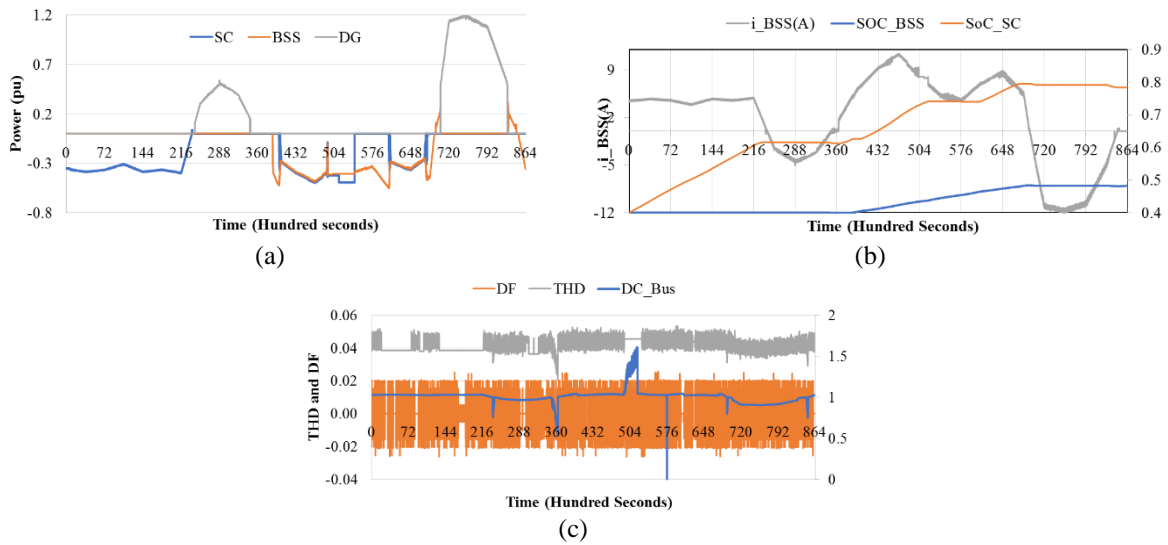 SC BSS DG
1.2
0.7
0.2
-0.3
-0.8
Power (pu)
0 72 144 216 288 360 432 504 576 648 720 792 864
Time (Hundred seconds)
(a)
i_BSS(A) SOC_BSS SoC_SC
9
2
-5
-12
i_BSS(A)
0.9
0.8
0.7
0.6
0.5
0.4
0 72 144 216 288 360 432 504 576 648 720 792 864
Time (Hundred Seconds)
(b)
DF THD DC_Bus
0.06
0.04
0.02
0.00
-0.02
-0.04
THD and DF
2
1.5
1
0.5
0
0 72 144 216 288 360 432 504 576 648 720 792 864
Time (Hundred Seconds)
(c)